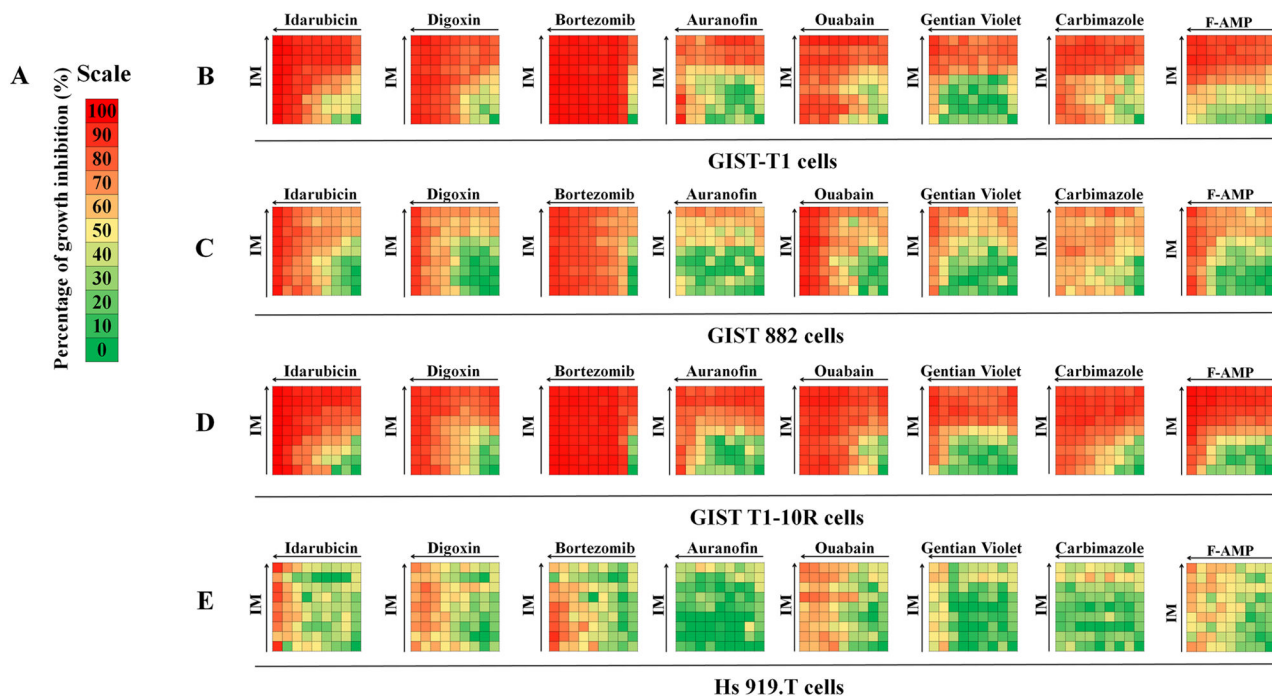 A
Scale
Percentage of growth inhibition (%)
100
90
80
70
60
50
40
30
20
10
0
B
Idarubicin
Digoxin
Bortezomib
Auranofin
Ouabain
Gentian Violet
Carbimazole
F-AMP
IM
IM
IM
IM
IM
IM
IM
IM
GIST-T1 cells
C
Idarubicin
Digoxin
Bortezomib
Auranofin
Ouabain
Gentian Violet
Carbimazole
F-AMP
IM
IM
IM
IM
IM
IM
IM
IM
GIST 882 cells
D
Idarubicin
Digoxin
Bortezomib
Auranofin
Ouabain
Gentian Violet
Carbimazole
F-AMP
IM
IM
IM
IM
IM
IM
IM
IM
GIST T1-10R cells
E
Idarubicin
Digoxin
Bortezomib
Auranofin
Ouabain
Gentian Violet
Carbimazole
F-AMP
IM
IM
IM
IM
IM
IM
IM
IM
Hs 919.T cells